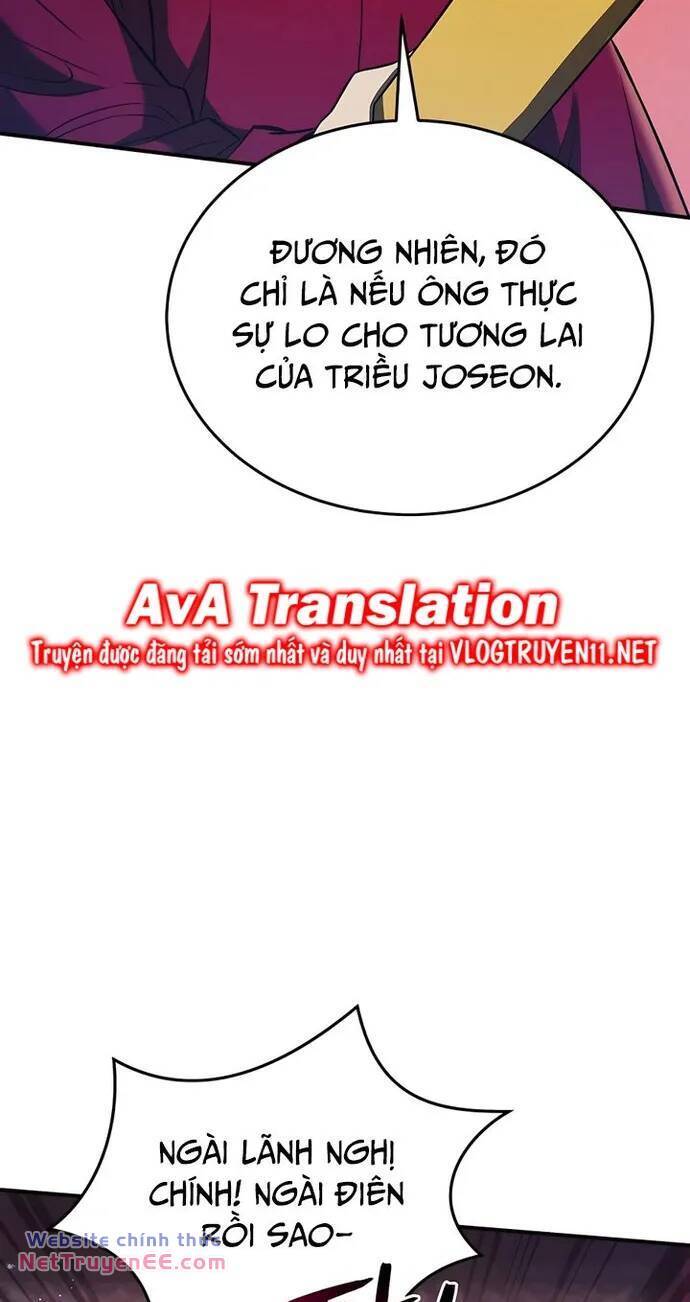 ĐƯƠNG NHIÊN, ĐÓ
CHỈ LÀ NẾU ÔNG THỰC
SỰ LO CHO TƯƠNG LAI
CỦA TRIỀU JOSEON.
AvA Translation
Truyện được đăng tải sớm nhất và duy nhất tại VLOGTRUYEN11.NET
NGÀI LÃNH NGHỊ
CHÍNH! NGÀI ĐIÊN
RỒI SAO-
Website chính thức
NetTruyenEE.com